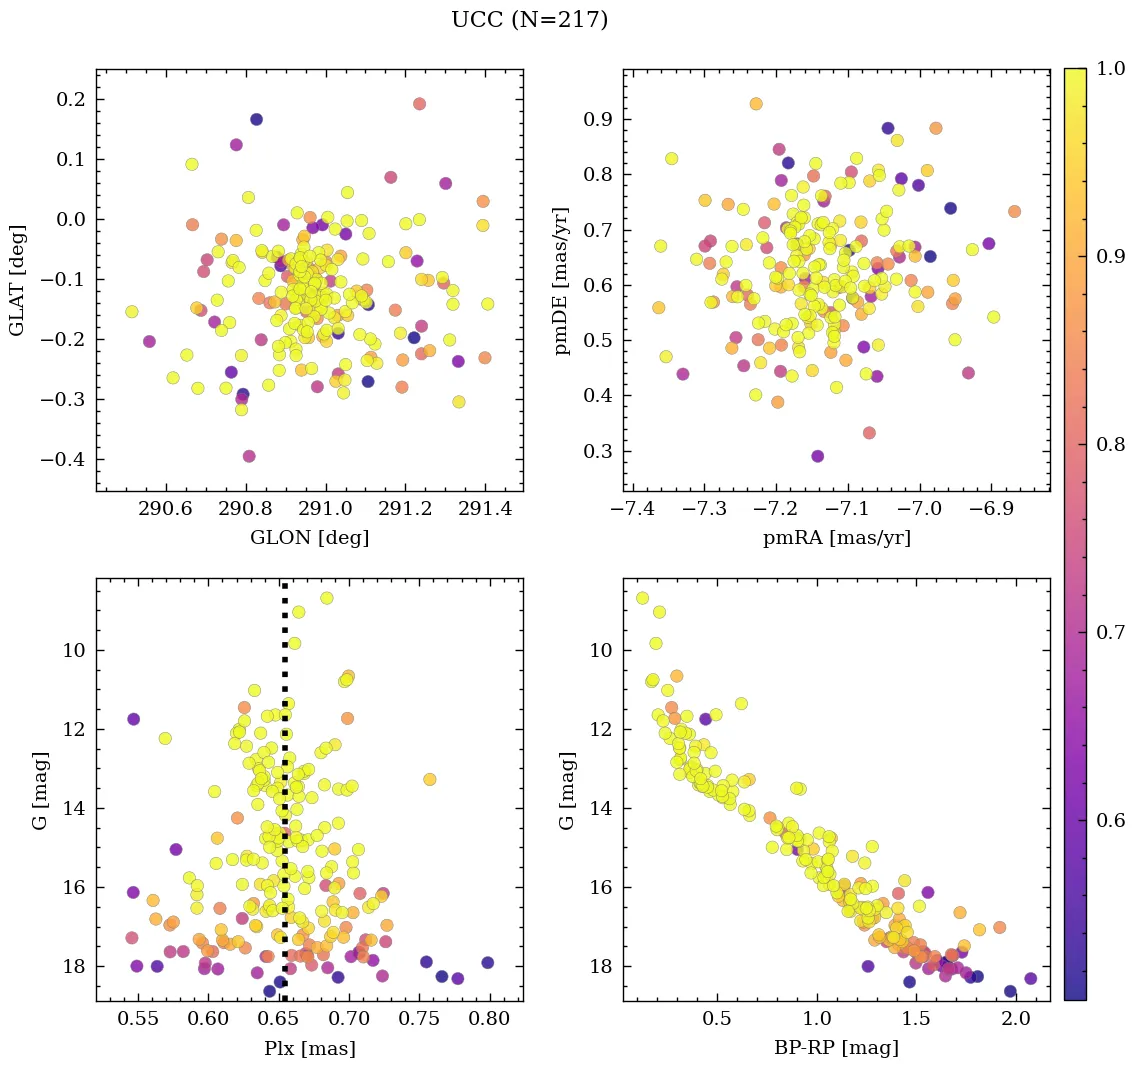 UCC (N=217)
0.2
0.1
0.0
−0.1
−0.2
−0.3
−0.4
GLAT [deg]
290.6 290.8 291.0 291.2 291.4
GLON [deg]
0.9
0.8
0.7
0.6
0.5
0.4
0.3
pmDE [mas/yr]
−7.4 −7.3 −7.2 −7.1 −7.0 −6.9
pmRA [mas/yr]
1.0
0.9
0.8
0.7
0.6
10
12
14
16
18
G [mag]
0.55 0.60 0.65 0.70 0.75 0.80
Plx [mas]
10
12
14
16
18
G [mag]
0.5 1.0 1.5 2.0
BP-RP [mag]